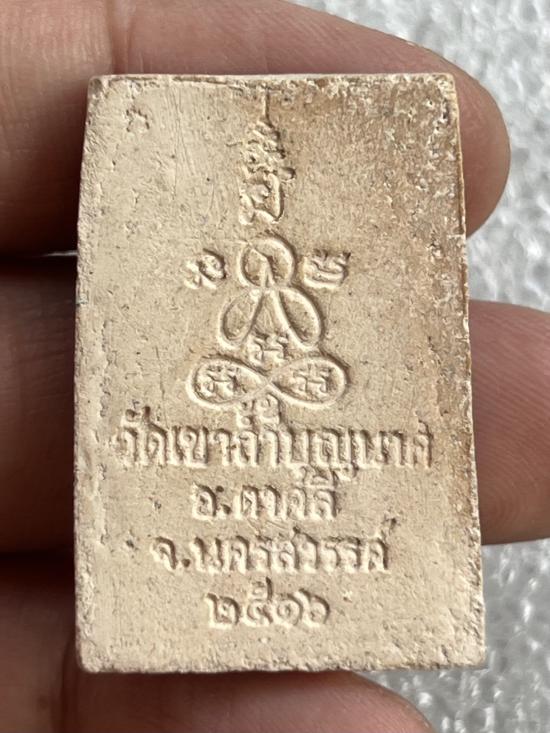 วัดเขาถ้ำบุญนาค
อ.ตาคลี
จ.นครสวรรค์
๒๕๑๖